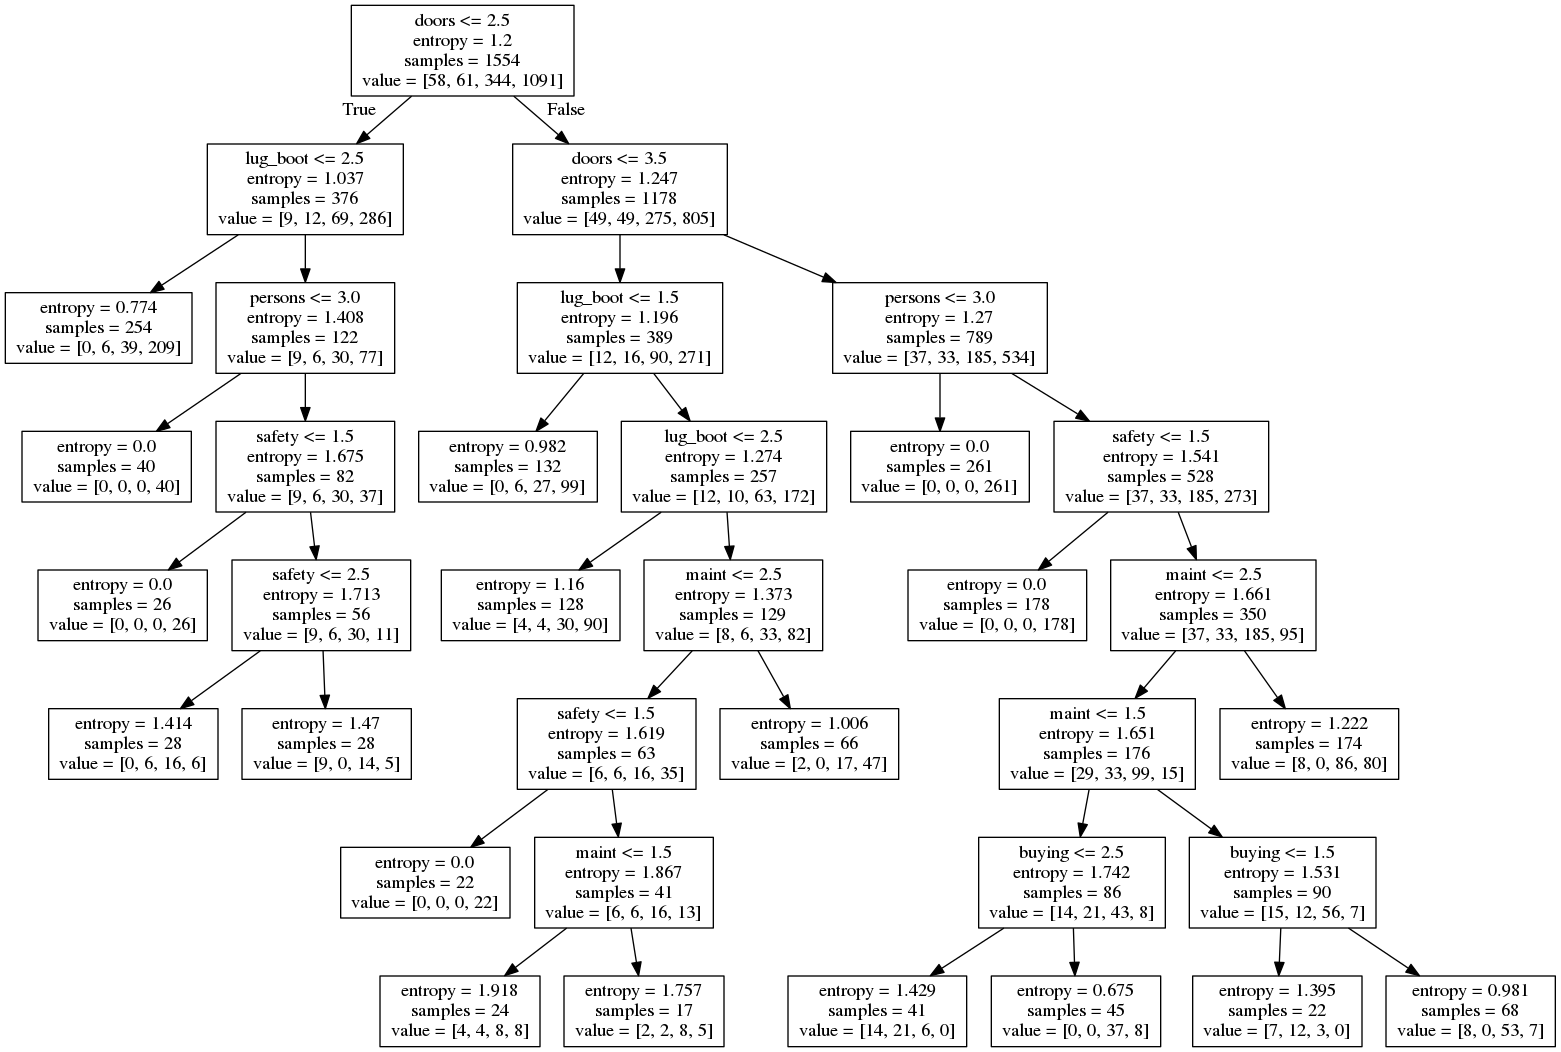 doors <= 2.5
entropy = 1.2
samples = 1554
value = [58, 61, 344, 1091]
True
False
lug_boot <= 2.5
entropy = 1.037
samples = 376
value = [9, 12, 69, 286]
doors <= 3.5
entropy = 1.247
samples = 1178
value = [49, 49, 275, 805]
entropy = 0.774
samples = 254
value = [0, 6, 39, 209]
persons <= 3.0
entropy = 1.408
samples = 122
value = [9, 6, 30, 77]
lug_boot <= 1.5
entropy = 1.196
samples = 389
value = [12, 16, 90, 271]
persons <= 3.0
entropy = 1.27
samples = 789
value = [37, 33, 185, 534]
entropy = 0.0
samples = 40
value = [0, 0, 0, 40]
safety <= 1.5
entropy = 1.675
samples = 82
value = [9, 6, 30, 37]
entropy = 0.982
samples = 132
value = [0, 6, 27, 99]
lug_boot <= 2.5
entropy = 1.274
samples = 257
value = [12, 10, 63, 172]
entropy = 0.0
samples = 261
value = [0, 0, 0, 261]
safety <= 1.5
entropy = 1.541
samples = 528
value = [37, 33, 185, 273]
entropy = 0.0
samples = 26
value = [0, 0, 0, 26]
safety <= 2.5
entropy = 1.713
samples = 56
value = [9, 6, 30, 11]
entropy = 1.16
samples = 128
value = [4, 4, 30, 90]
maint <= 2.5
entropy = 1.373
samples = 129
value = [8, 6, 33, 82]
entropy = 0.0
samples = 178
value = [0, 0, 0, 178]
maint <= 2.5
entropy = 1.661
samples = 350
value = [37, 33, 185, 95]
entropy = 1.414
samples = 28
value = [0, 6, 16, 6]
entropy = 1.47
samples = 28
value = [9, 0, 14, 5]
safety <= 1.5
entropy = 1.619
samples = 63
value = [6, 6, 16, 35]
entropy = 1.006
samples = 66
value = [2, 0, 17, 47]
maint <= 1.5
entropy = 1.651
samples = 176
value = [29, 33, 99, 15]
entropy = 1.222
samples = 174
value = [8, 0, 86, 80]
entropy = 0.0
samples = 22
value = [0, 0, 0, 22]
maint <= 1.5
entropy = 1.867
samples = 41
value = [6, 6, 16, 13]
buying <= 2.5
entropy = 1.742
samples = 86
value = [14, 21, 43, 8]
buying <= 1.5
entropy = 1.531
samples = 90
value = [15, 12, 56, 7]
entropy = 1.918
samples = 24
value = [4, 4, 8, 8]
entropy = 1.757
samples = 17
value = [2, 2, 8, 5]
entropy = 1.429
samples = 41
value = [14, 21, 6, 0]
entropy = 0.675
samples = 45
value = [0, 0, 37, 8]
entropy = 1.395
samples = 22
value = [7, 12, 3, 0]
entropy = 0.981
samples = 68
value = [8, 0, 53, 7]